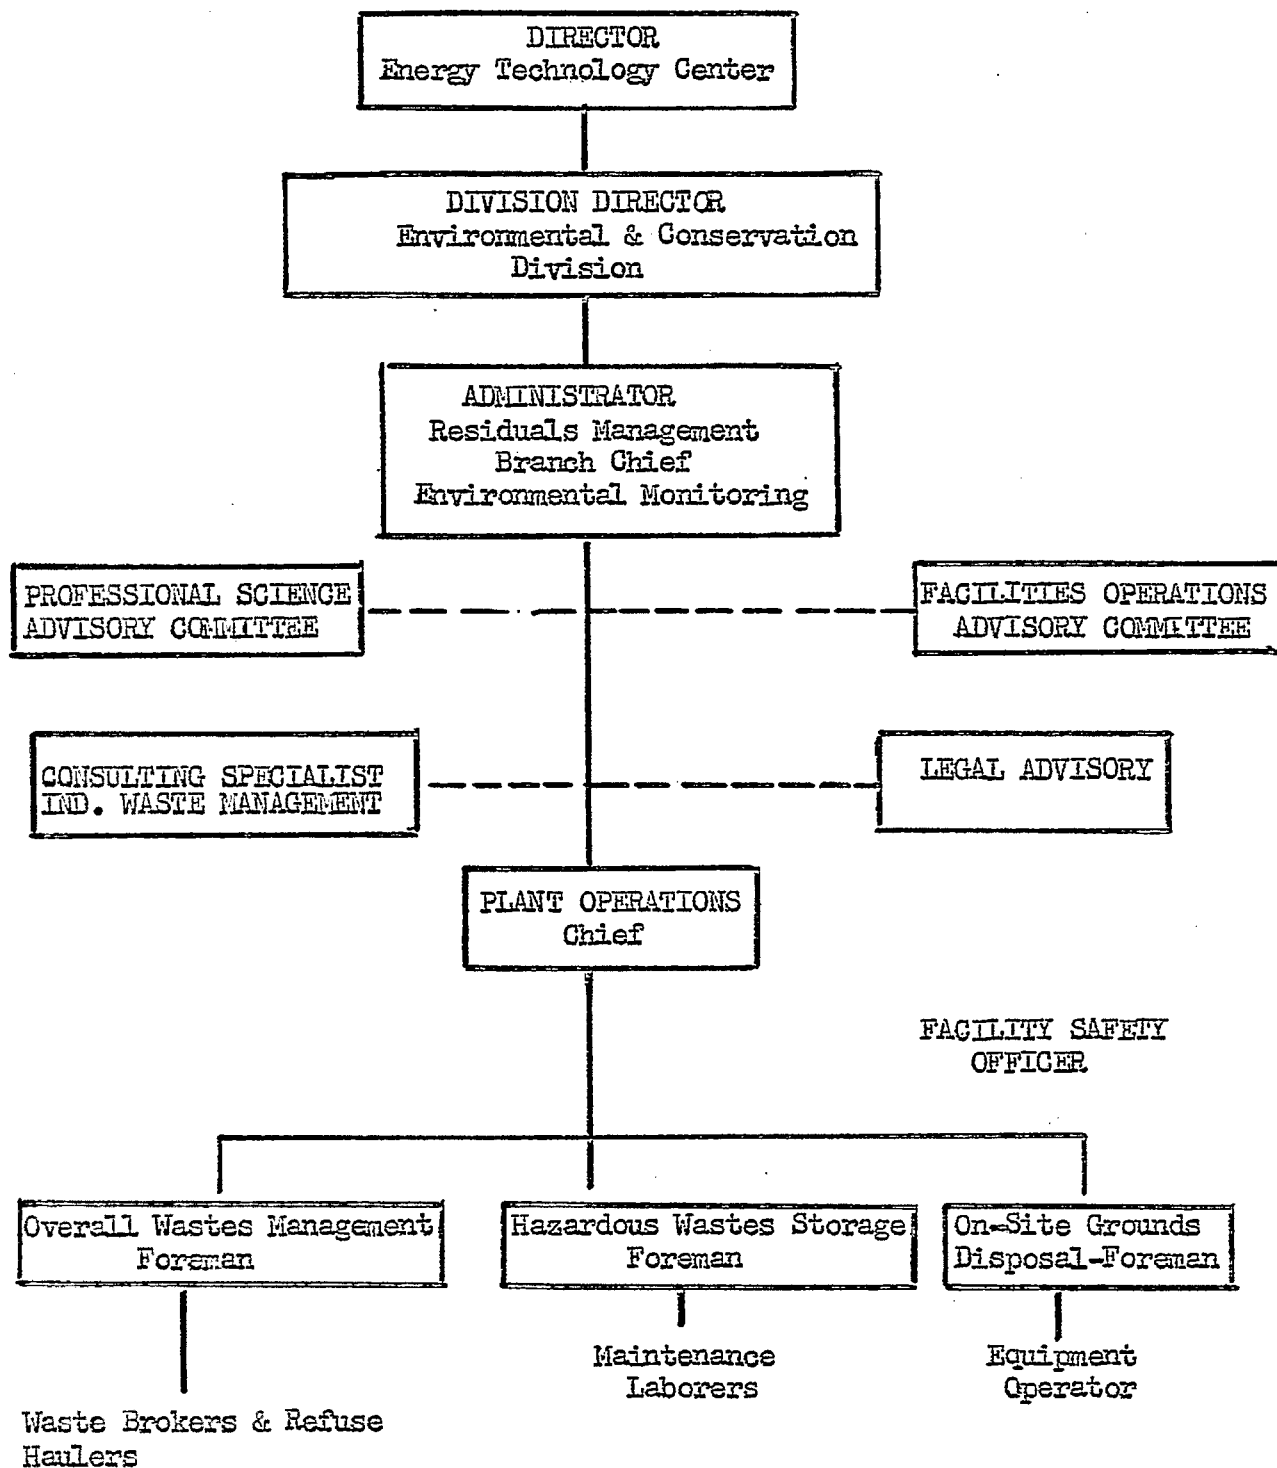 DIRECTOR
Energy Technology Center
DIVISION DIRECTOR
Environmental & Conservation
Division
ADMINISTRATOR
Residuals Management
Branch Chief
Environmental Monitoring
PROFESSIONAL SCIENCE
ADVISORY COMMITTEE
FACILITIES OPERATIONS
ADVISORY COMMITTEE
CONSULTING SPECIALIST
IND. WASTE MANAGEMENT
LEGAL ADVISORY
PLANT OPERATIONS
Chief
FACILITY SAFETY
OFFICER
Overall Wastes Management
Foreman
Hazardous Wastes Storage
Foreman
On-Site Grounds
Disposal-Foreman
Waste Brokers & Refuse
Haulers
Maintenance
Laborers
Equipment
Operator